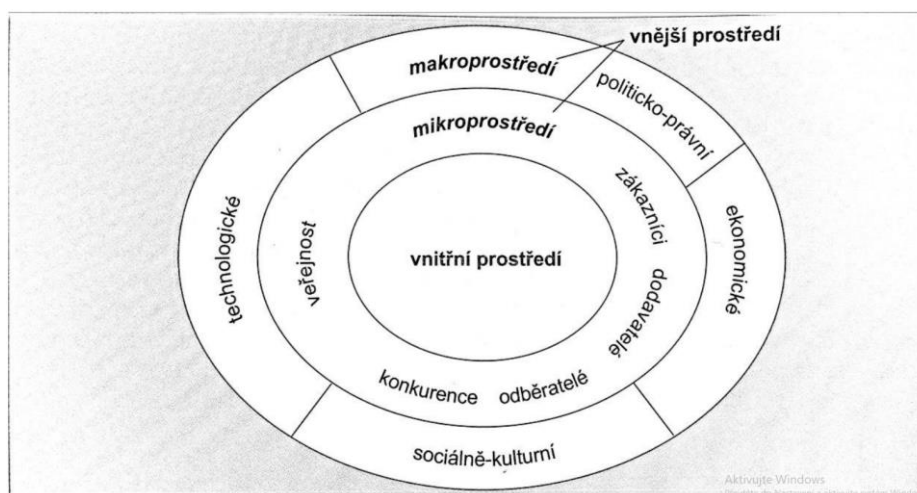 vnější prostředí
makroprostředí
politicko-právní
mikroprostředí
zákazníci
ekonomické
technologické
veřejnost
vnitřní prostředí
dodavatelé
konkurence
odběratelé
sociálně-kulturní
Aktivujte Windows